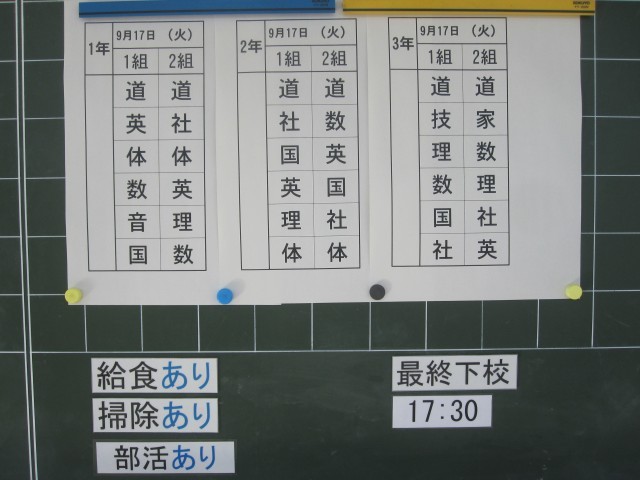 1年 9月17日 （火）
1組 2組
道 道
英 社
体 体
数 英
音 理
国 数
2年 9月17日 （火）
1組 2組
道 道
社 数
国 英
英 国
理 社
体 体
3年 9月17日 （火）
1組 2組
道 道
技 家
理 数
数 理
国 社
社 英
給食あり
掃除あり
部活あり
最終下校
17:30